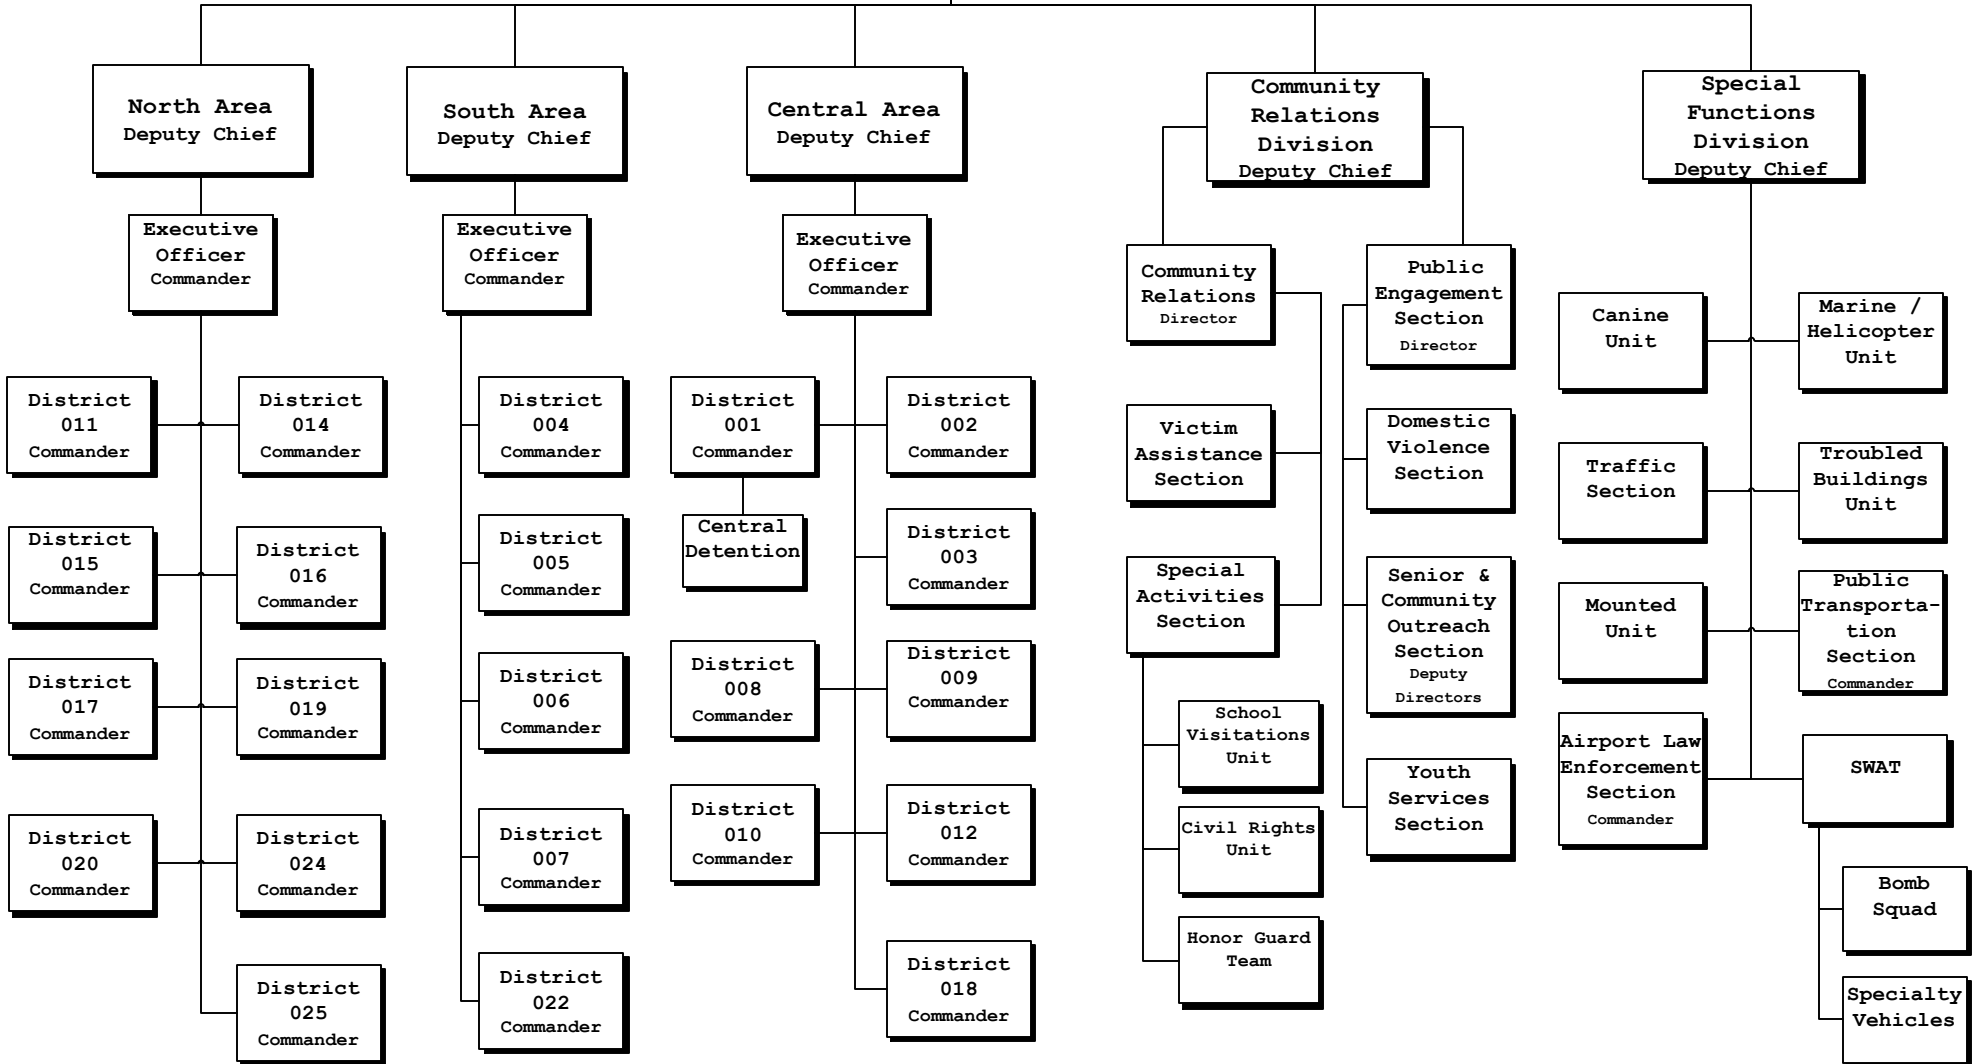 North Area
Deputy Chief
Executive
Officer
Commander
District
011
Commander
District
014
Commander
District
015
Commander
District
016
Commander
District
017
Commander
District
019
Commander
District
020
Commander
District
024
Commander
District
025
Commander
South Area
Deputy Chief
Executive
Officer
Commander
District
004
Commander
District
005
Commander
District
006
Commander
District
007
Commander
District
022
Commander
Central Area
Deputy Chief
Executive
Officer
Commander
District
001
Commander
District
002
Commander
Central
Detention
District
003
Commander
District
008
Commander
District
009
Commander
District
010
Commander
District
012
Commander
District
018
Commander
Community
Relations
Division
Deputy Chief
Community
Relations
Director
Victim
Assistance
Section
Special
Activities
Section
School
Visitations
Unit
Civil Rights
Unit
Honor Guard
Team
Public
Engagement
Section
Director
Domestic
Violence
Section
Senior &
Community
Outreach
Section
Deputy
Directors
Youth
Services
Section
Special
Functions
Division
Deputy Chief
Canine
Unit
Marine /
Helicopter
Unit
Traffic
Section
Troubled
Buildings
Unit
Mounted
Unit
Public
Transporta-
tion
Section
Commander
Airport Law
Enforcement
Section
Commander
SWAT
Bomb
Squad
Specialty
Vehicles